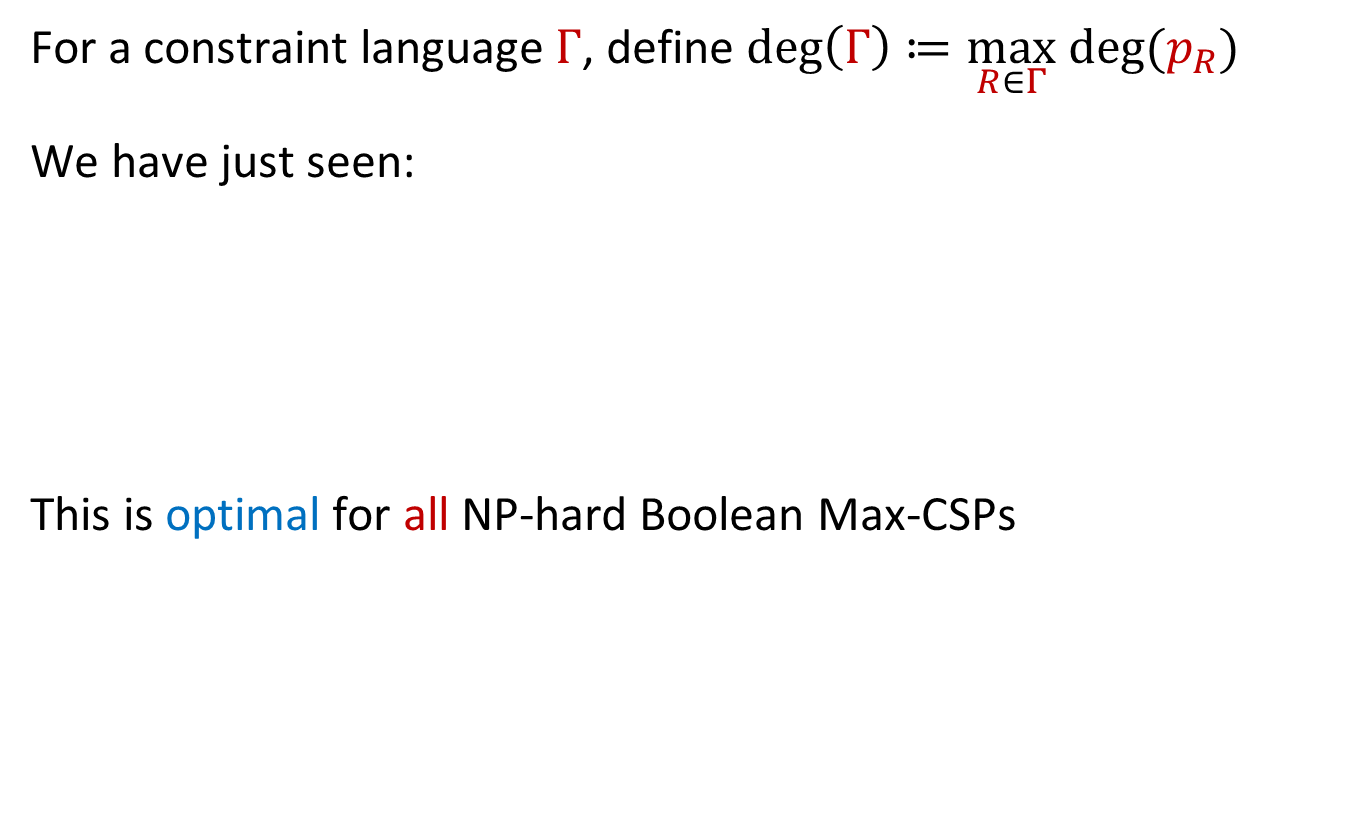 For a constraint language Γ, define deg(Γ) ≔ max_{R∈Γ} deg(p_R)
We have just seen:
This is optimal for all NP-hard Boolean Max-CSPs